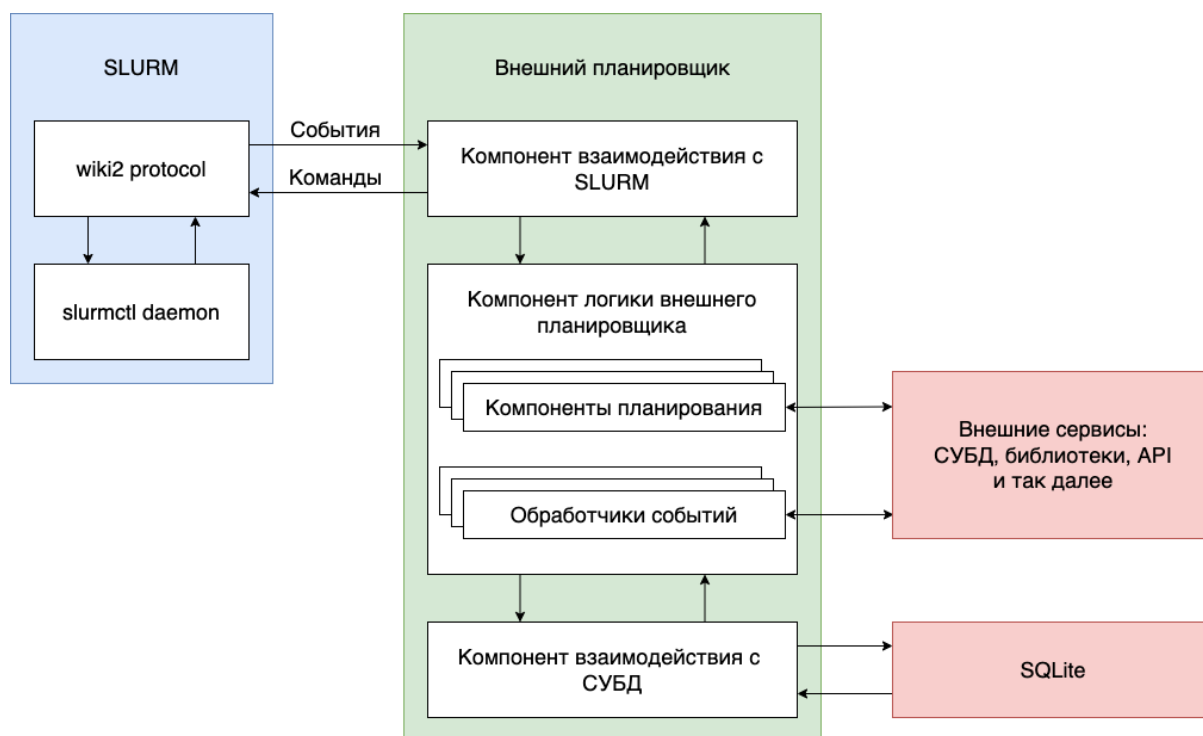 SLURM
Внешний планировщик
События
wiki2 protocol
Компонент взаимодействия с
SLURM
Команды
slurmctl daemon
Компонент логики внешнего
планировщика
Компоненты планирования
Внешние сервисы:
СУБД, библиотеки, API
и так далее
Обработчики событий
Компонент взаимодействия с
СУБД
SQLite